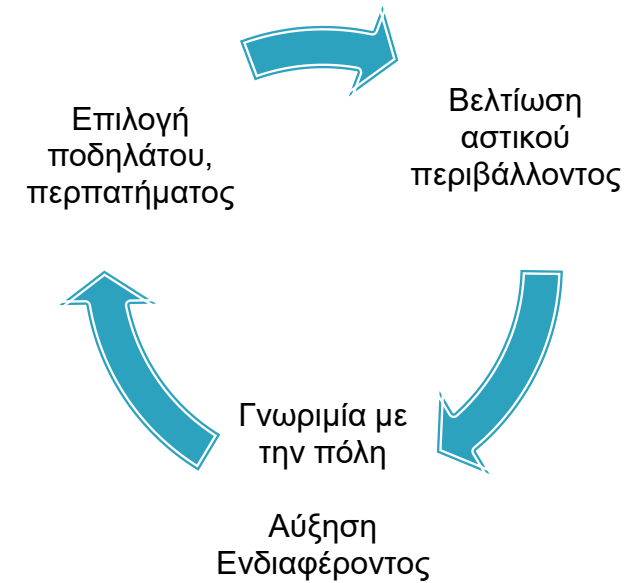 Επιλογή
ποδηλάτου,
περπατήματος
Βελτίωση
αστικού
περιβάλλοντος
Γνωριμία με
την πόλη
Αύξηση
Ενδιαφέροντος